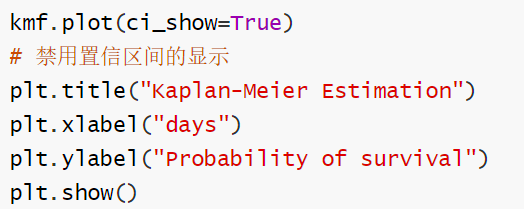 kmf.plot(ci_show=True)
# 禁用置信区间的显示
plt.title("Kaplan-Meier Estimation")
plt.xlabel("days")
plt.ylabel("Probability of survival")
plt.show()